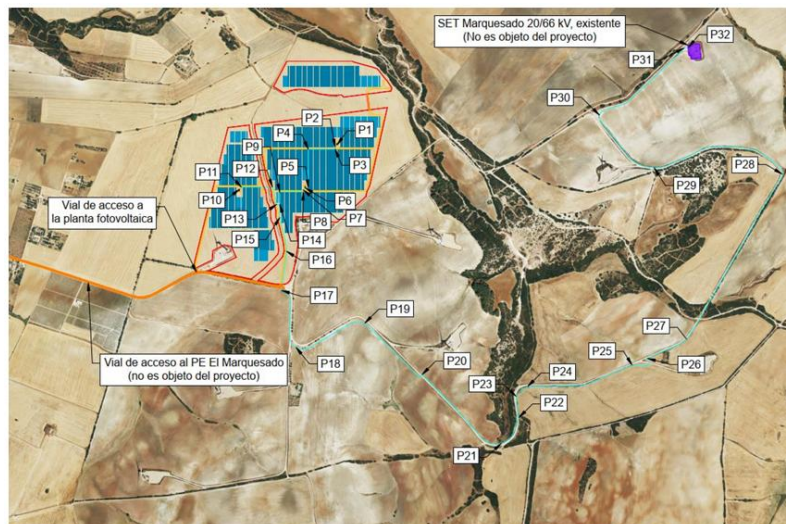 SET Marquesado 20/66 kV, existente
(No es objeto del proyecto)
P32
P31
P30
P2
P4
P1
P9
P3
P11
P12
P5
P28
P29
P10
P6
Vial de acceso a
la planta fotovoltaica
P7
P13
P8
P15
P14
P16
P17
P19
P27
P18
P25
P20
P24
P26
Vial de acceso al PE El Marquesado
(no es objeto del proyecto)
P23
P22
P21